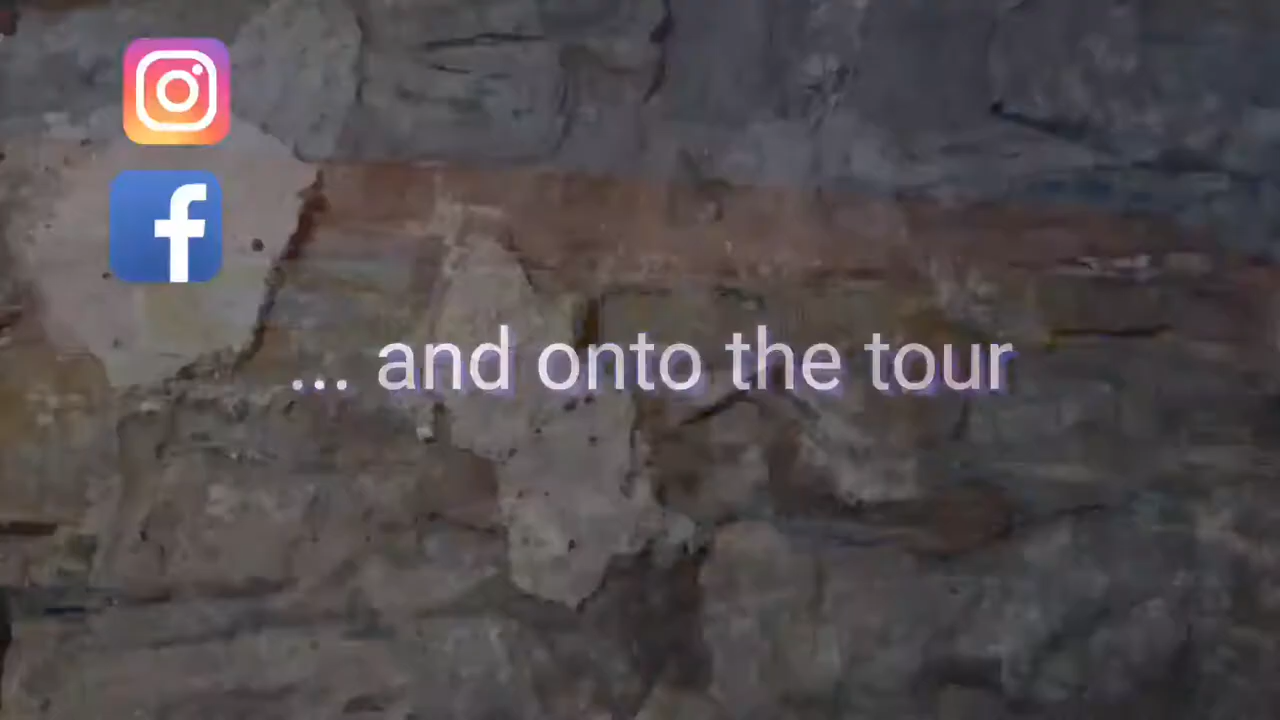 ... and onto the tour